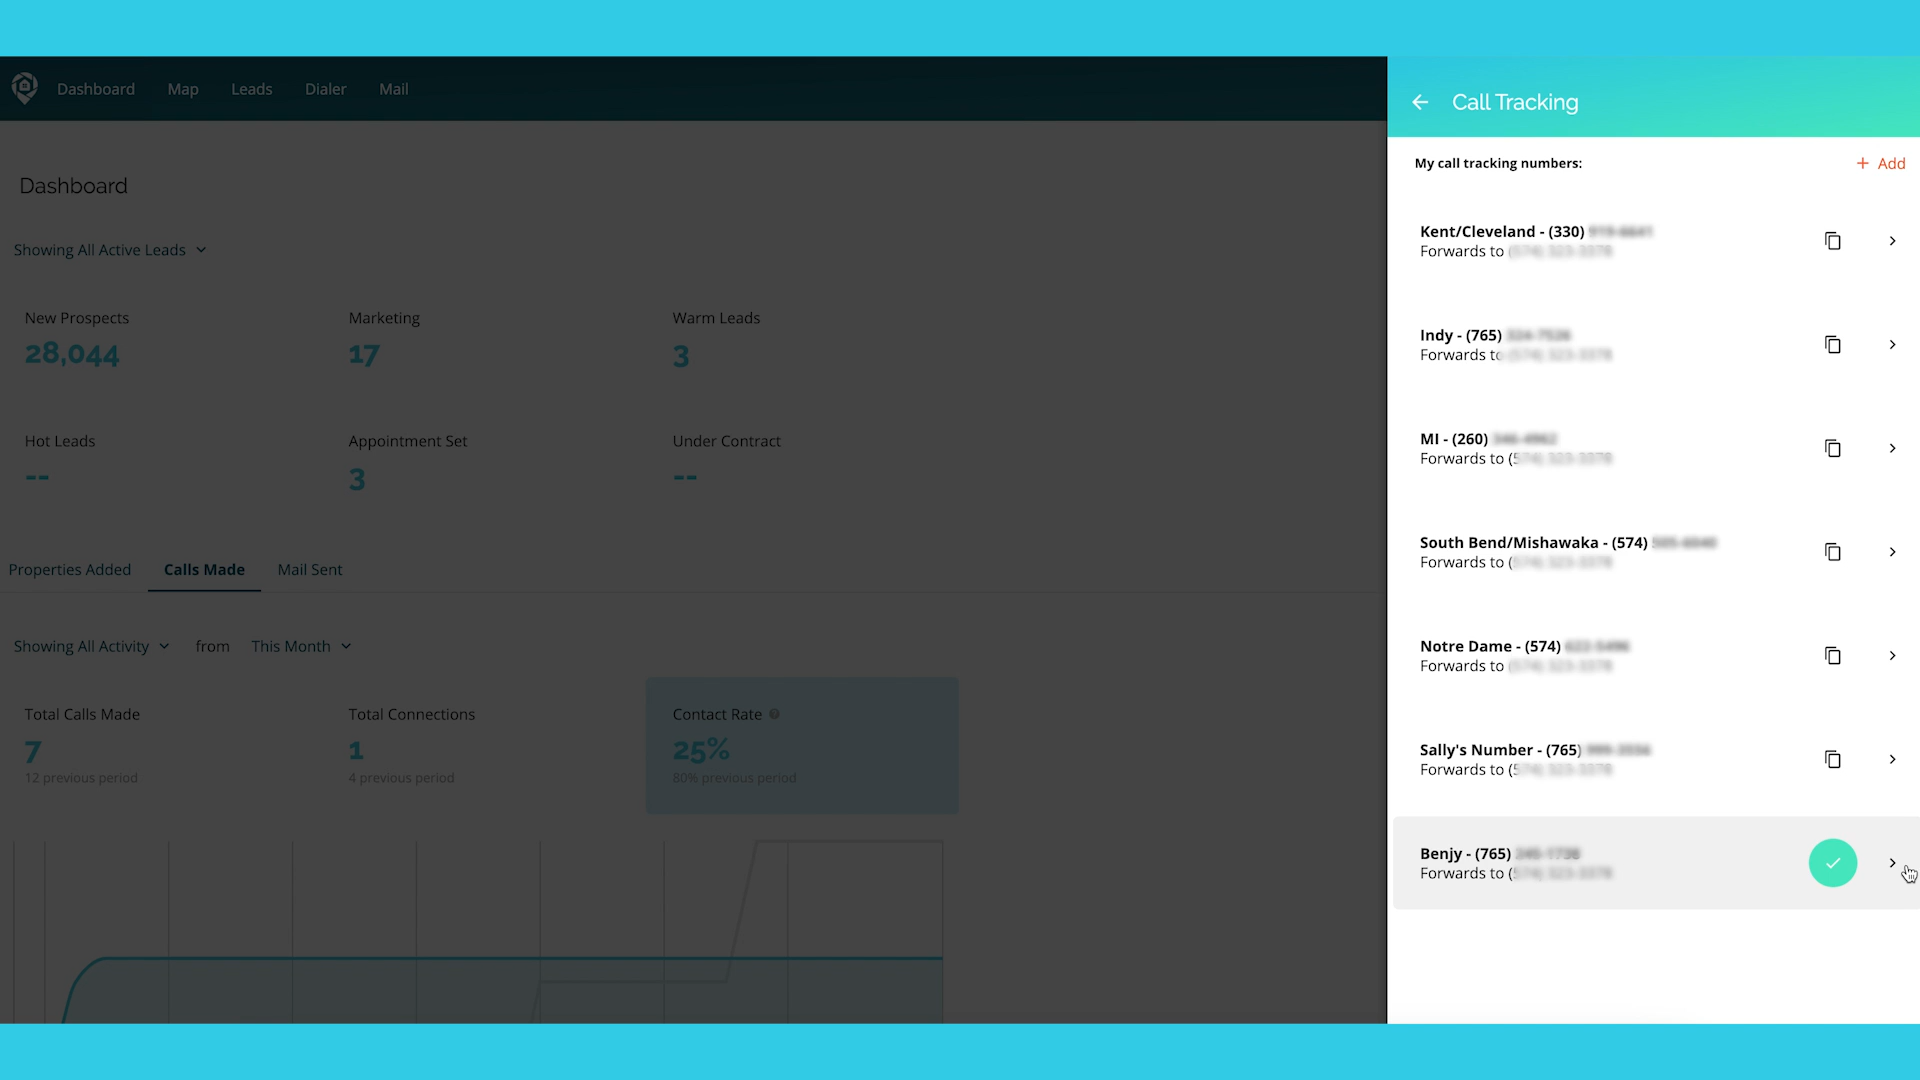 Dashboard
Map
Leads
Dialer
Mail
Dashboard
Showing All Active Leads
New Prospects
28,044
Marketing
17
Warm Leads
3
Hot Leads
--
Appointment Set
3
Under Contract
--
Properties Added
Calls Made
Mail Sent
Showing All Activity
from
This Month
Total Calls Made
7
12 previous period
Total Connections
1
4 previous period
Contact Rate
25%
80% previous period
Call Tracking
My call tracking numbers:
+ Add
Kent/Cleveland - (330)
Forwards to
Indy - (765)
Forwards to
MI - (260)
Forwards to
South Bend/Mishawaka - (574)
Forwards to
Notre Dame - (574)
Forwards to
Sally's Number - (765)
Forwards to
Benjy - (765)
Forwards to